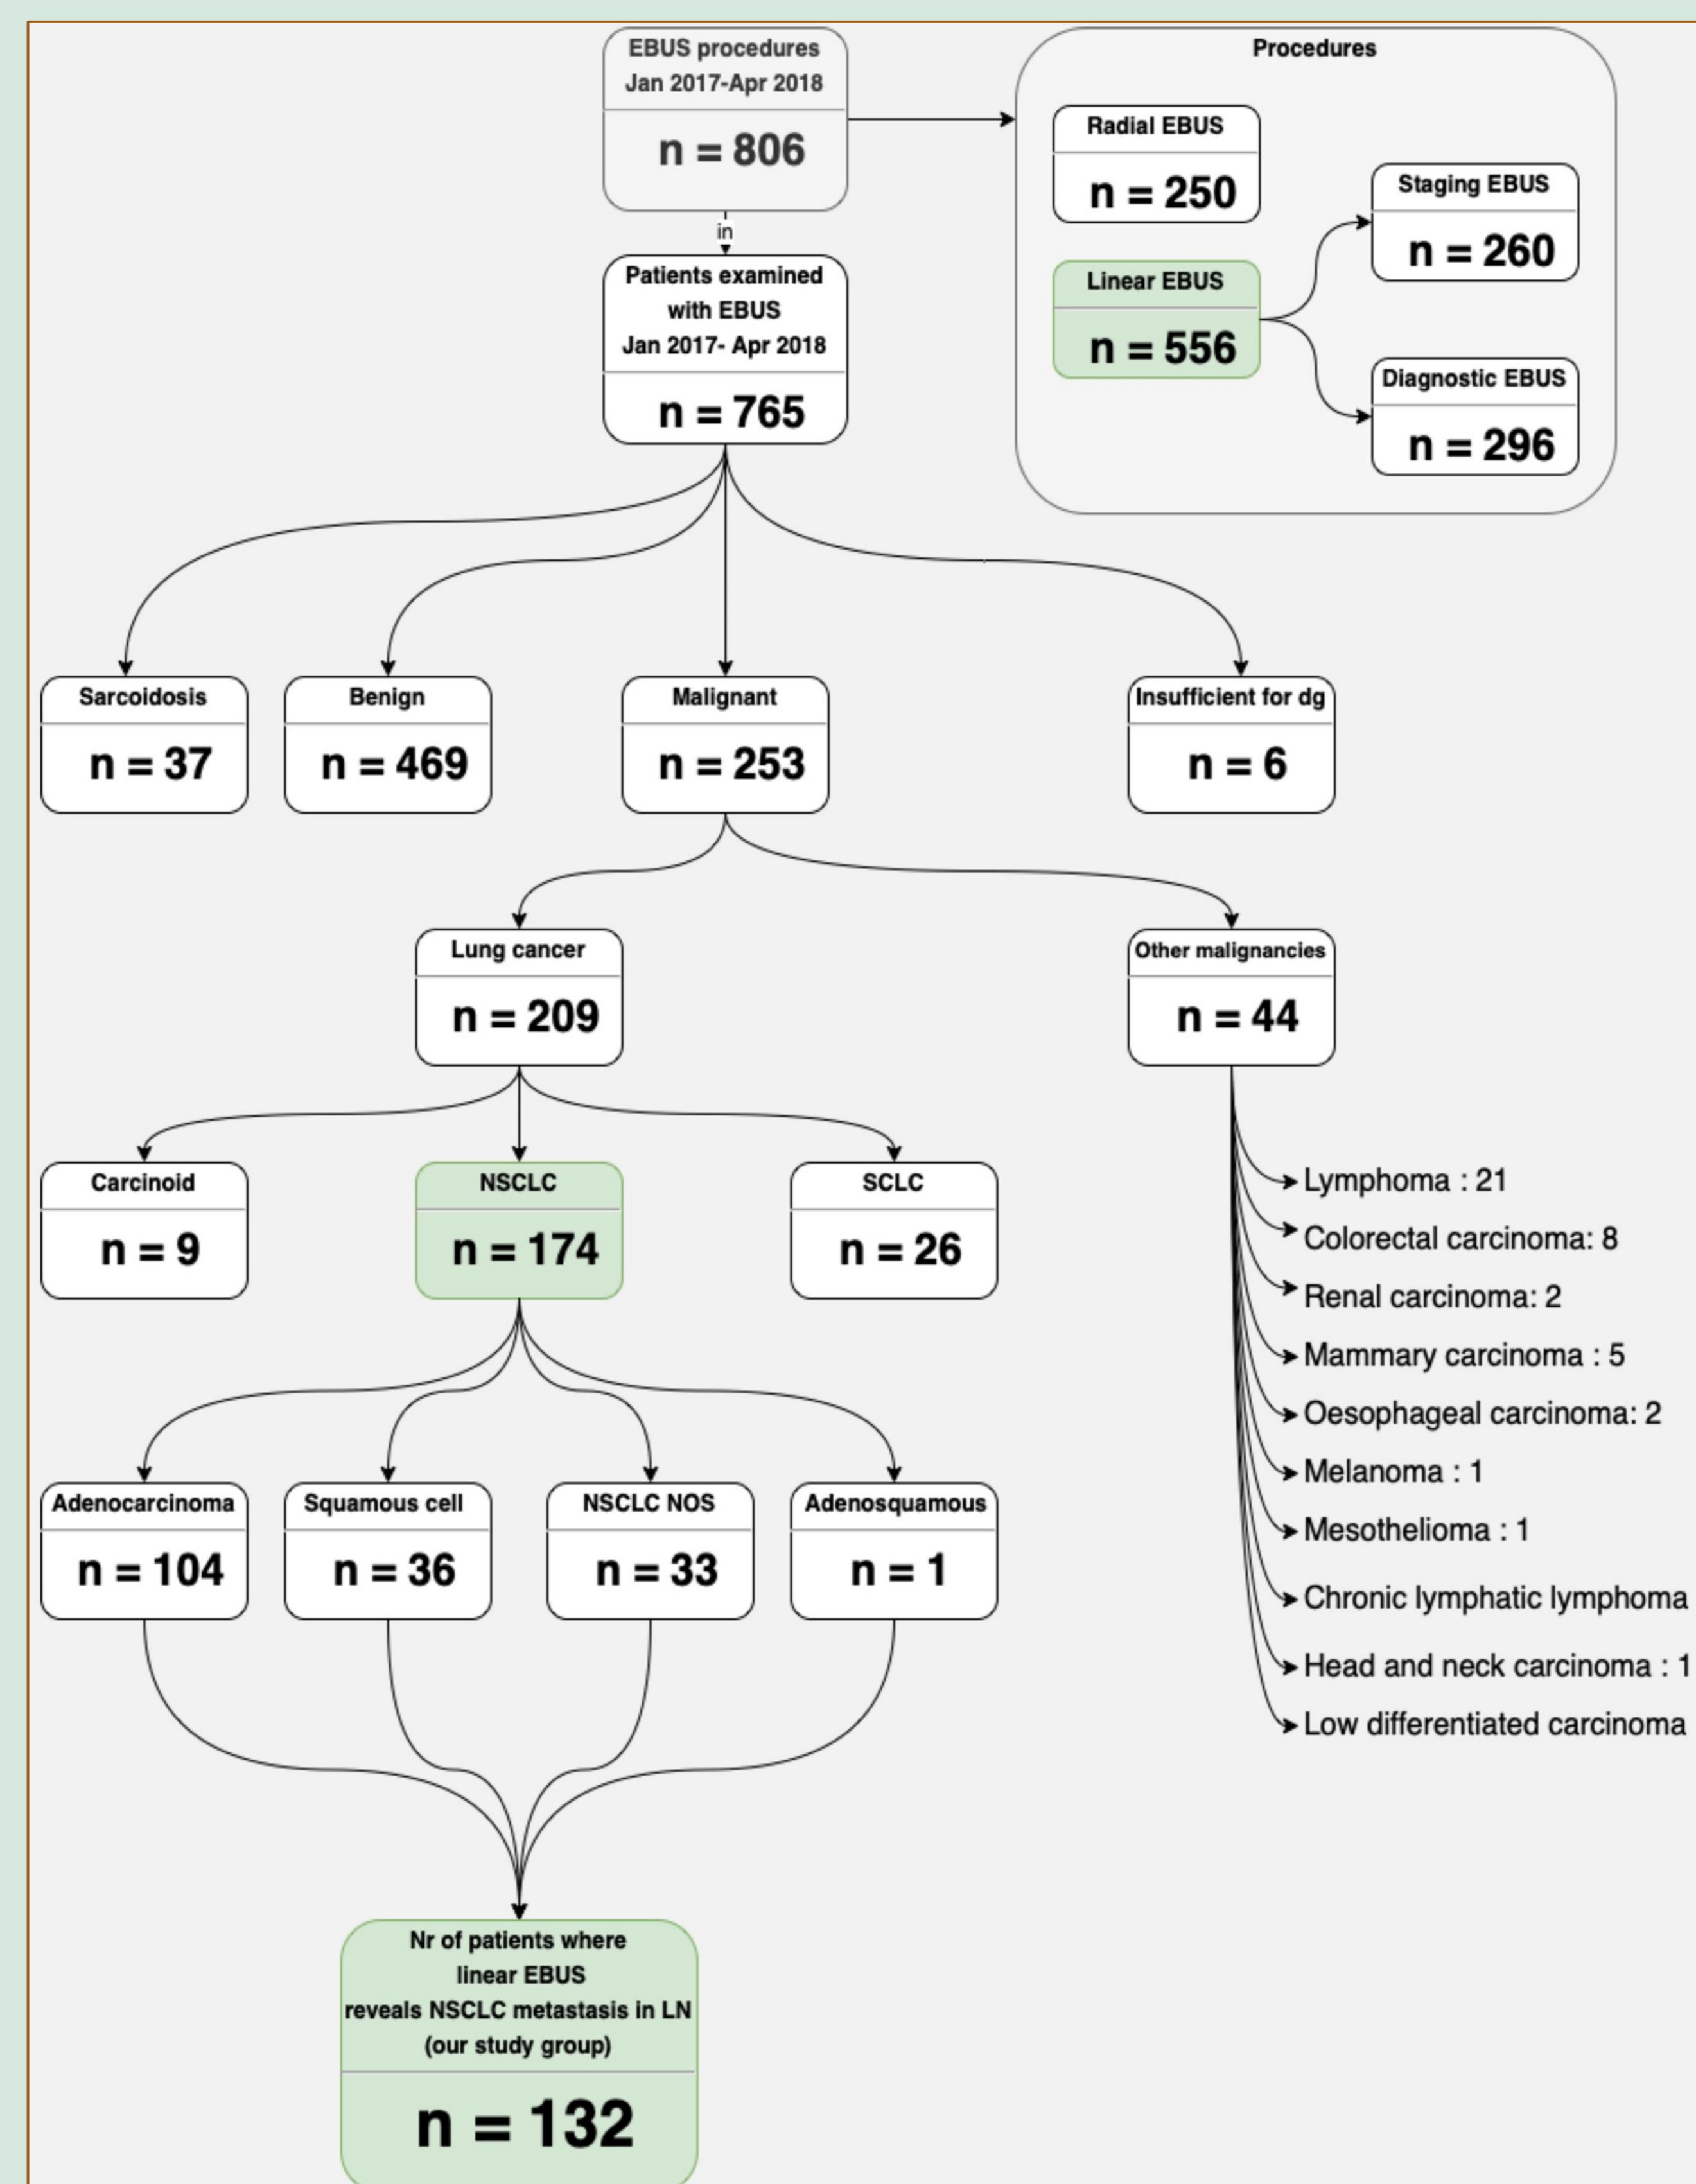 EBUS procedures
Jan 2017-Apr 2018
n = 806
in
Patients examined
with EBUS
Jan 2017- Apr 2018
n = 765
Procedures
Radial EBUS
n = 250
Linear EBUS
n = 556
Staging EBUS
n = 260
Diagnostic EBUS
n = 296
Sarcoidosis
n = 37
Benign
n = 469
Malignant
n = 253
Insufficient for dg
n = 6
Lung cancer
n = 209
Other malignancies
n = 44
Carcinoid
n = 9
NSCLC
n = 174
SCLC
n = 26
Lymphoma : 21
Colorectal carcinoma: 8
Renal carcinoma: 2
Mammary carcinoma : 5
Oesophageal carcinoma: 2
Melanoma : 1
Mesothelioma : 1
Chronic lymphatic lymphoma
Head and neck carcinoma : 1
Low differentiated carcinoma
Adenocarcinoma
n = 104
Squamous cell
n = 36
NSCLC NOS
n = 33
Adenosquamous
n = 1
Nr of patients where
linear EBUS
reveals NSCLC metastasis in LN
(our study group)
n = 132